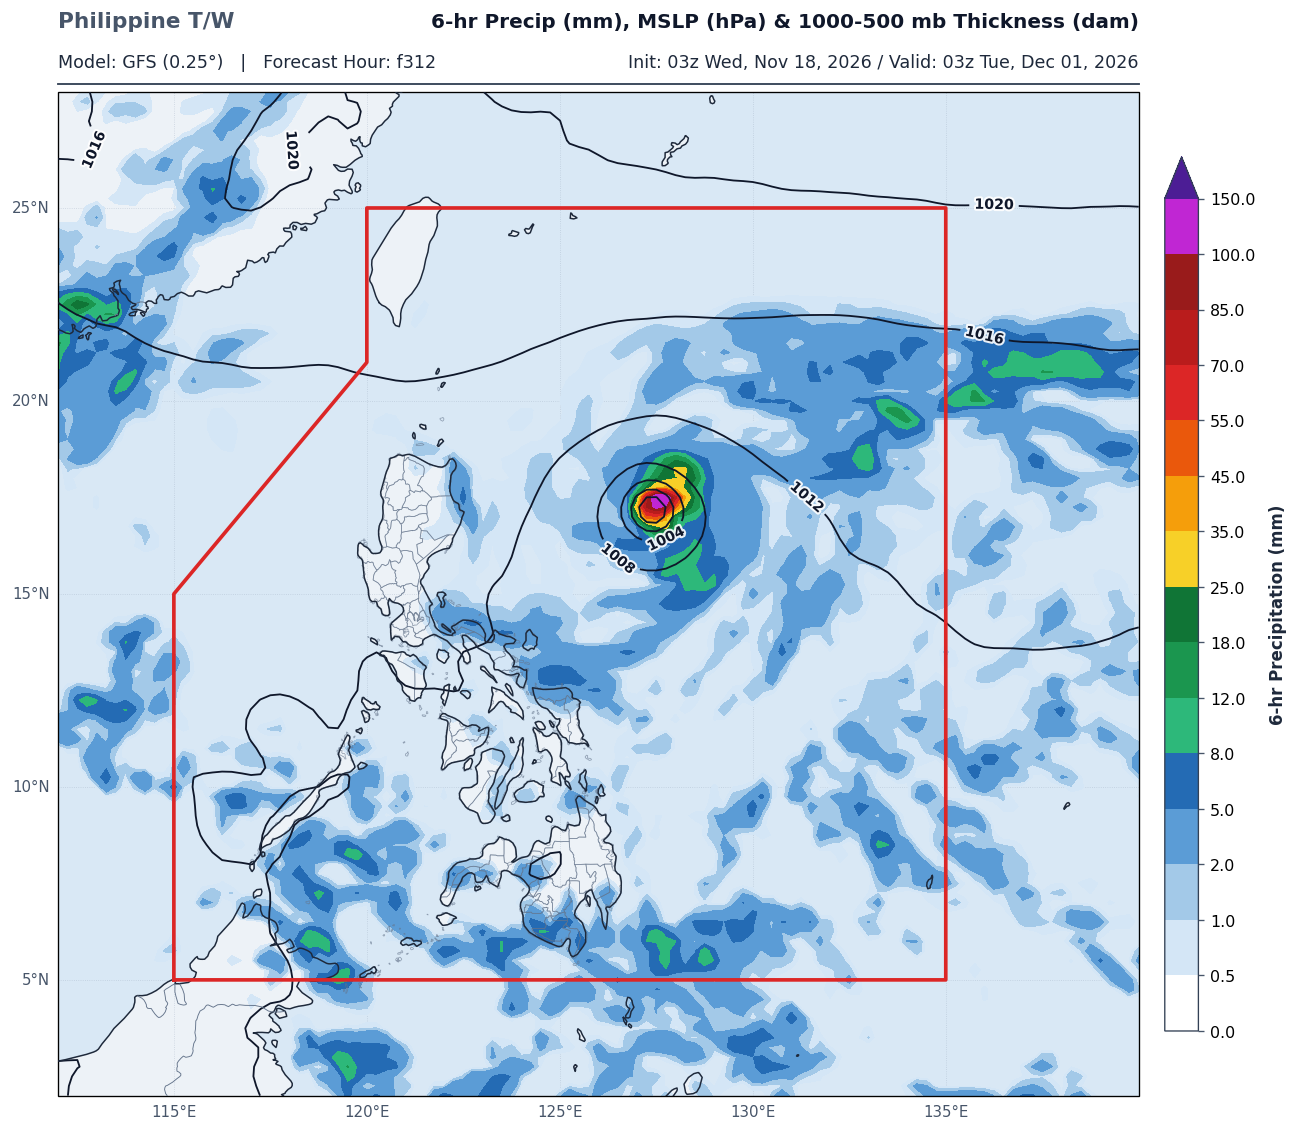 Philippine T/W
6-hr Precip (mm), MSLP (hPa) & 1000-500 mb Thickness (dam)
Model: GFS (0.25°) | Forecast Hour: f312
Init: 03z Wed, Nov 18, 2026 / Valid: 03z Tue, Dec 01, 2026
1016
1020
1020
1016
1012
1004
1008
25°N
20°N
15°N
10°N
5°N
115°E
120°E
125°E
130°E
135°E
150.0
100.0
85.0
70.0
55.0
45.0
35.0
25.0
18.0
12.0
8.0
5.0
2.0
1.0
0.5
0.0
6-hr Precipitation (mm)